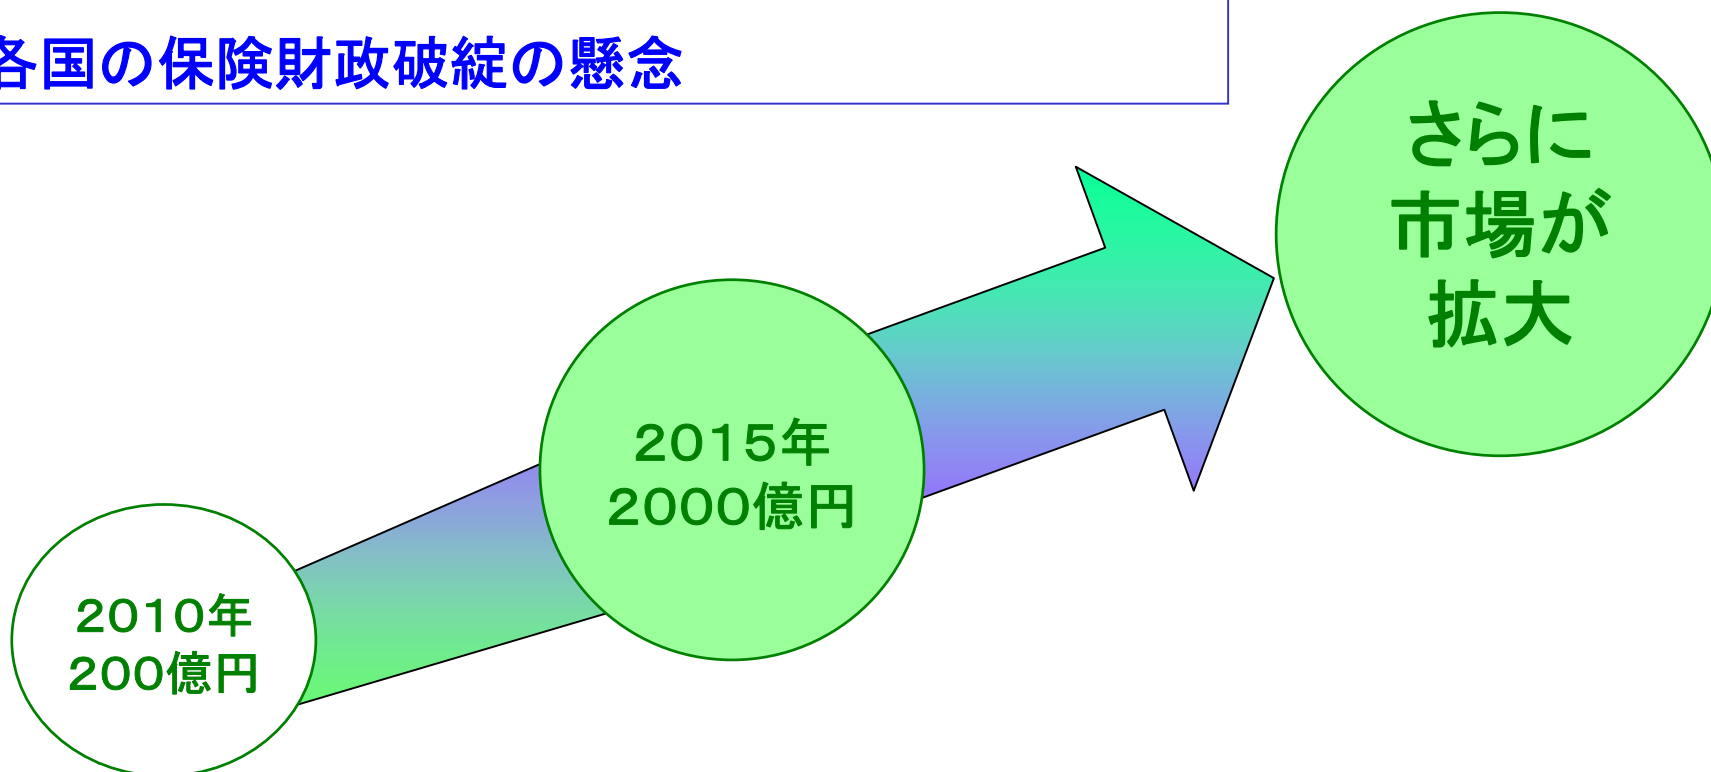 各国の保険財政破綻の懸念
さらに
市場が
拡大
２０１５年
２０００億円
２０１０年
２００億円